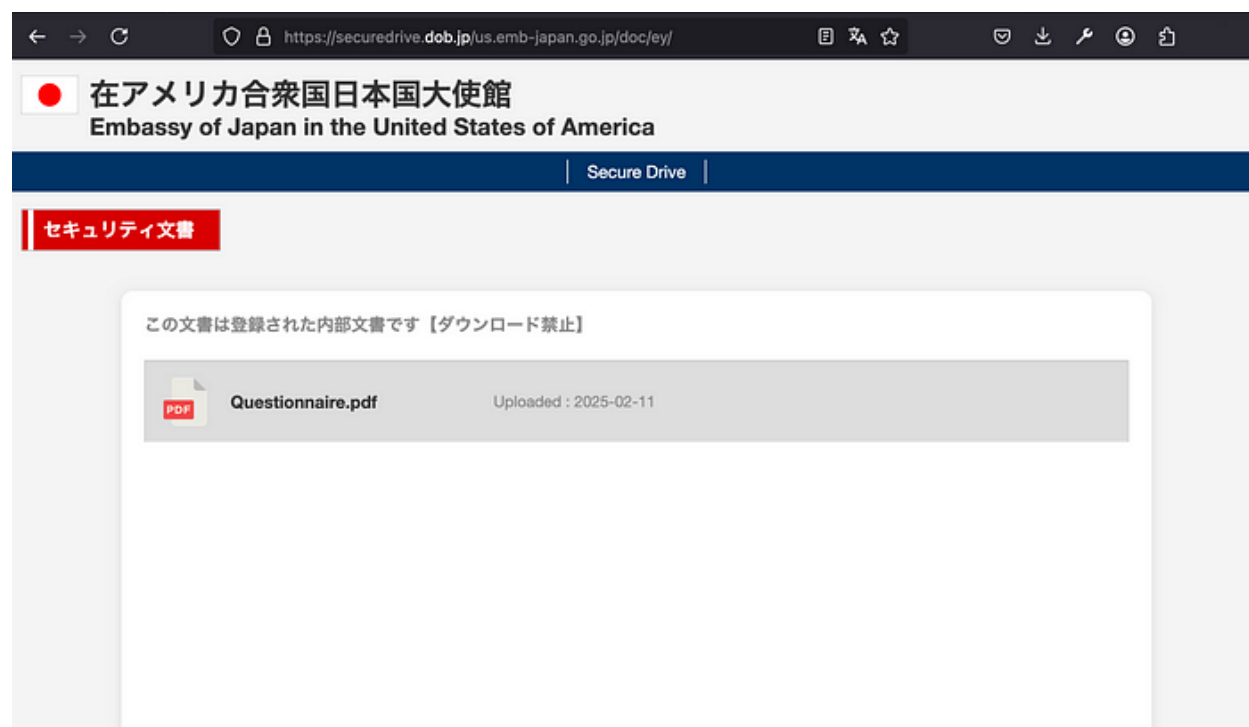 https://securedrive.dob.jp/us.emb-japan.go.jp/doc/ey/
在アメリカ合衆国日本国大使館
Embassy of Japan in the United States of America
Secure Drive
セキュリティ文書
この文書は登録された内部文書です【ダウンロード禁止】
PDF Questionnaire.pdf Uploaded : 2025-02-11